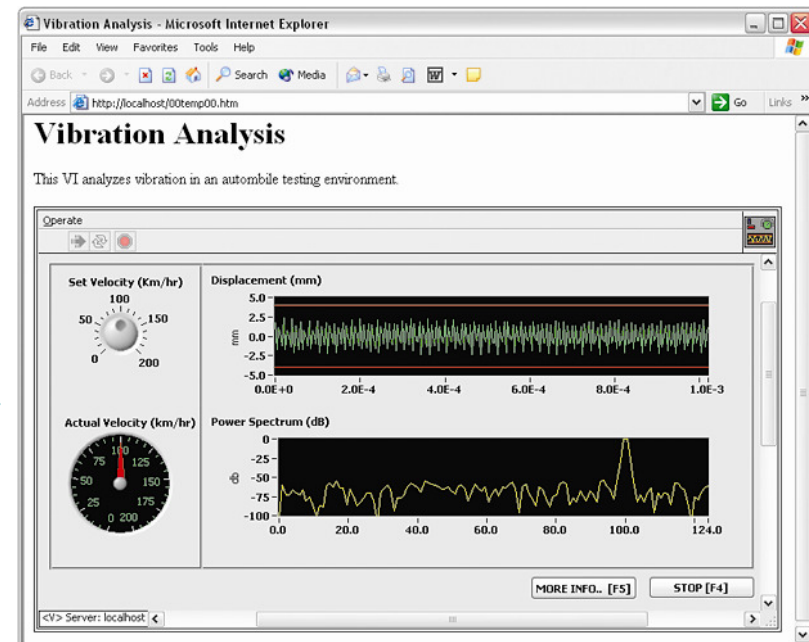 Vibration Analysis - Microsoft Internet Explorer
File Edit View Favorites Tools Help
Back Search Media
Address http://localhost/00temp00.htm Go Links »
Vibration Analysis
This VI analyzes vibration in an autombile testing environment.
Operate
Set Velocity (Km/hr)
100
50 150
0 200
Displacement (mm)
5.0
2.5
0.0
-2.5
-5.0
mm
0.0E+0 2.0E-4 4.0E-4 6.0E-4 8.0E-4 1.0E-3
Actual Velocity (km/hr)
100
75 125
50 150
25 175
0 200
Power Spectrum (dB)
0
-25
-50
-75
-100
db
0.0 20.0 40.0 60.0 80.0 100.0 124.0
MORE INFO.. [F5] STOP [F4]
<V> Server: localhost